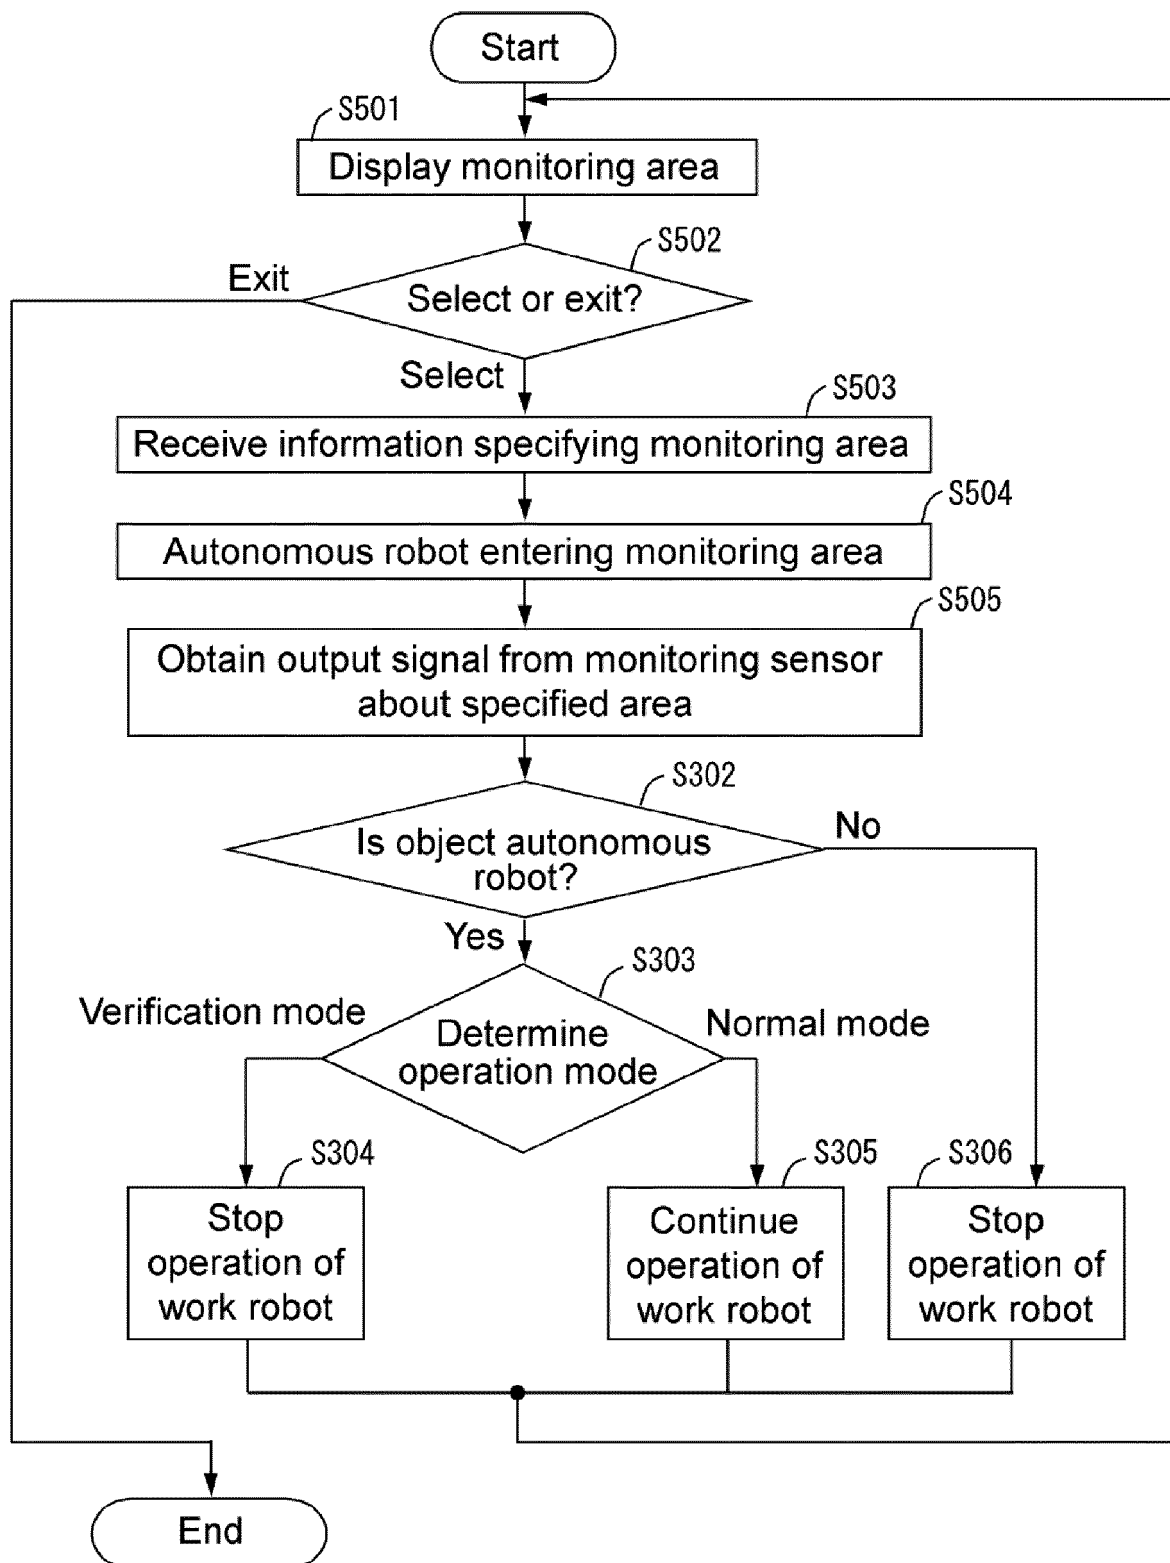 Start
S501
Display monitoring area
S502
Exit
Select or exit?
Select
S503
Receive information specifying monitoring area
S504
Autonomous robot entering monitoring area
S505
Obtain output signal from monitoring sensor
about specified area
S302
No
Is object autonomous
robot?
Yes
S303
Verification mode
Normal mode
Determine
operation mode
S304
S305
S306
Stop
operation of
work robot
Continue
operation of
work robot
Stop
operation of
work robot
End